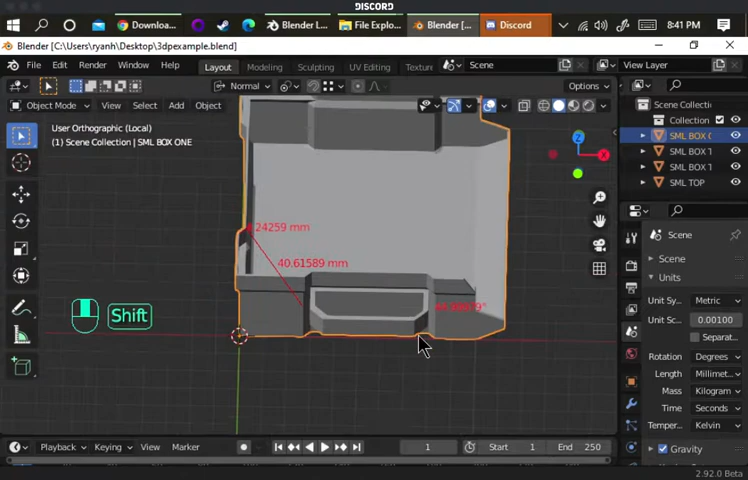 DISCORD
Downloa...
Blender L...
File Explo...
Blender [...
Discord
8:41 PM
Blender [C:\Users\ryanh\Desktop\3dpexample.blend]
File Edit Render Window Help
Layout Modeling Sculpting UV Editing Textur
Scene
View Layer
Normal
Options
Object Mode View Select Add Object
User Orthographic (Local)
(1) Scene Collection | SML BOX ONE
Z
X
40.61589 mm
Shift
Scene Collectio
Collection
SML BOX O
SML BOX T
SML BOX T
SML TOP
Scene
Scene
Units
Unit Sy... Metric
Unit Sc... 0.00100
Separat...
Rotation Degrees
Length Millimet...
Mass Kilogram
Time Seconds
Temper... Kelvin
Gravity
Playback Keying View Marker
1
Start 1
End 250
2.92.0 Beta